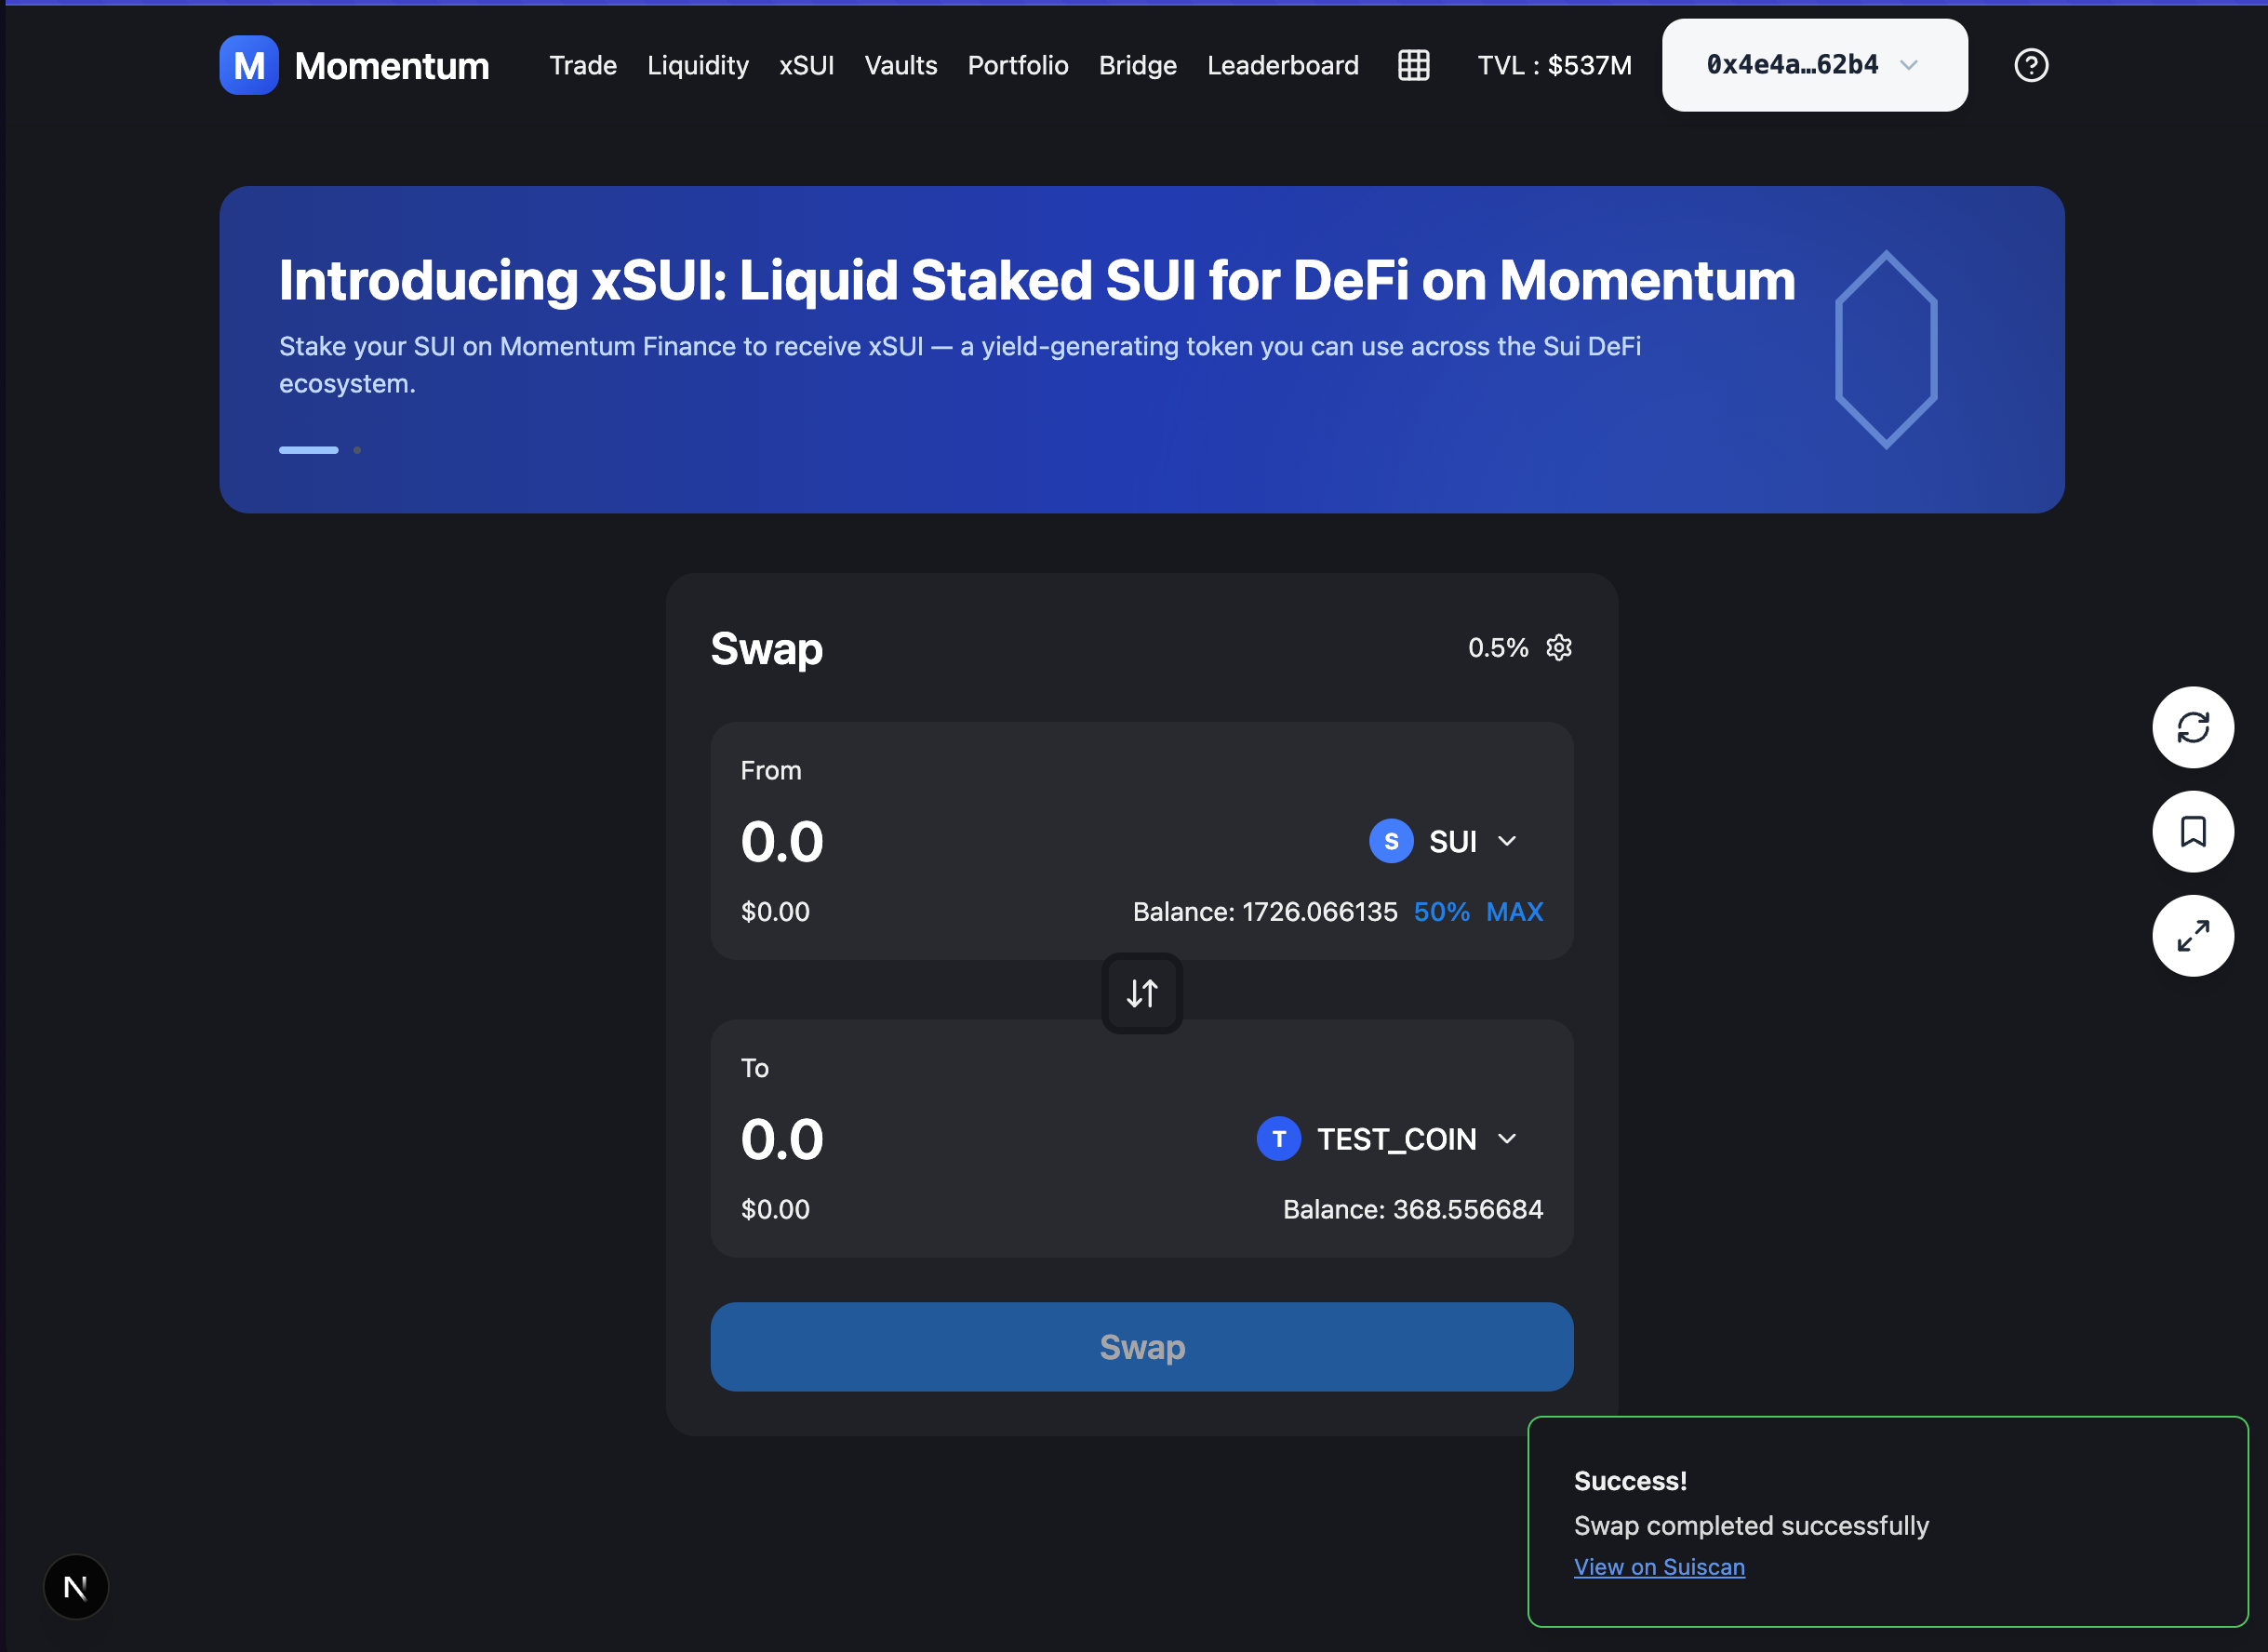 M Momentum Trade Liquidity xSUI Vaults Portfolio Bridge Leaderboard TVL : $537M 0x4e4a…62b4 ?
Introducing xSUI: Liquid Staked SUI for DeFi on Momentum
Stake your SUI on Momentum Finance to receive xSUI — a yield-generating token you can use across the Sui DeFi
ecosystem.
Swap 0.5%
From
0.0 S SUI
$0.00 Balance: 1726.066135 50% MAX
To
0.0 T TEST_COIN
$0.00 Balance: 368.556684
Swap
Success!
Swap completed successfully
View on Suiscan
N